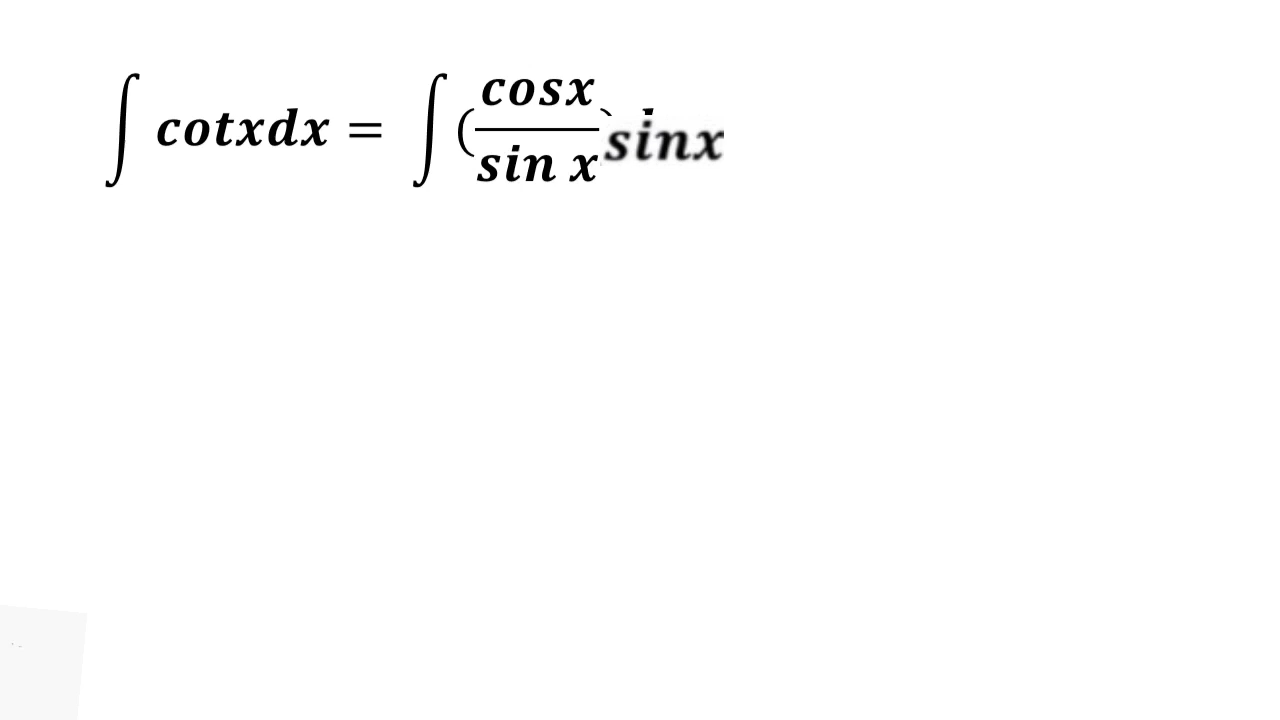 ∫ cotxdx = ∫ (cosx/sin x) sinx